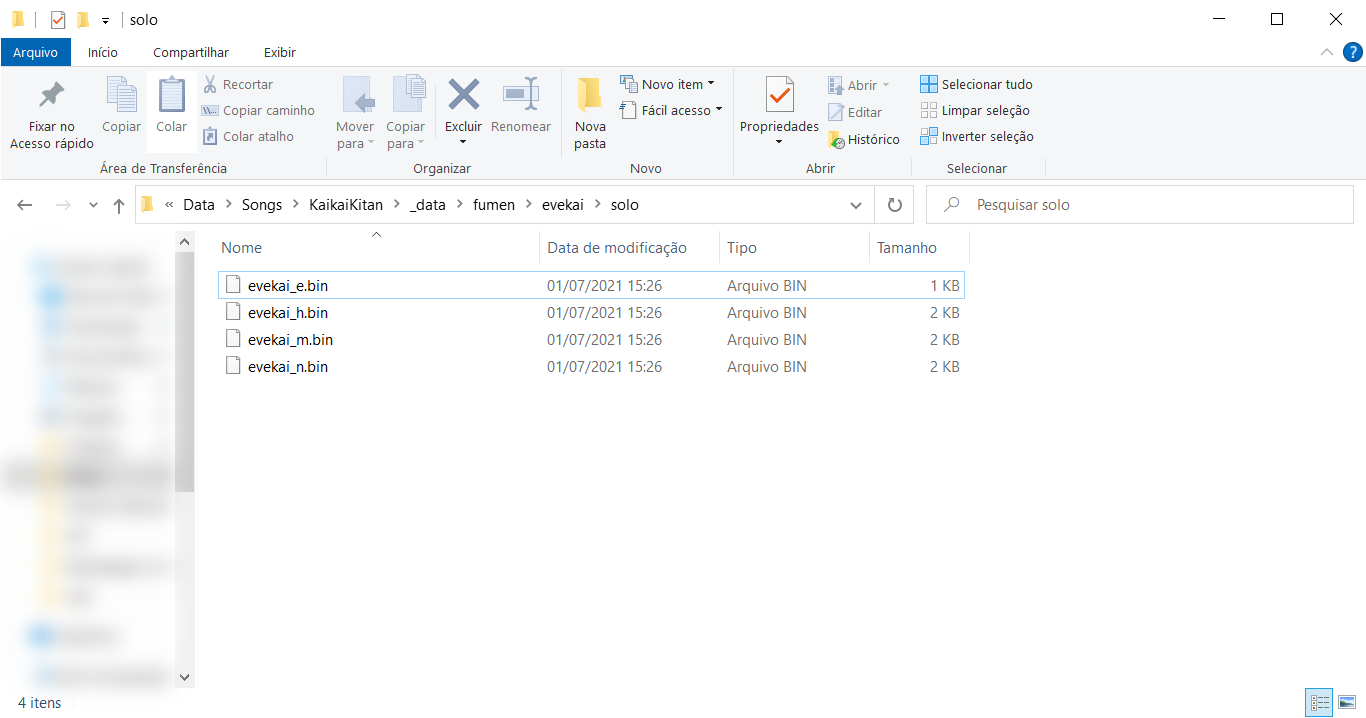 solo
Arquivo Início Compartilhar Exibir
Fixar no Acesso rápido
Copiar
Colar
Recortar
Copiar caminho
Colar atalho
Área de Transferência
Mover para
Copiar para
Excluir
Renomear
Organizar
Nova pasta
Novo item
Fácil acesso
Novo
Propriedades
Abrir
Editar
Histórico
Abrir
Selecionar tudo
Limpar seleção
Inverter seleção
Selecionar
« Data > Songs > KaikaiKitan > _data > fumen > evekai > solo
Pesquisar solo
Nome Data de modificação Tipo Tamanho
evekai_e.bin 01/07/2021 15:26 Arquivo BIN 1 KB
evekai_h.bin 01/07/2021 15:26 Arquivo BIN 2 KB
evekai_m.bin 01/07/2021 15:26 Arquivo BIN 2 KB
evekai_n.bin 01/07/2021 15:26 Arquivo BIN 2 KB
4 itens